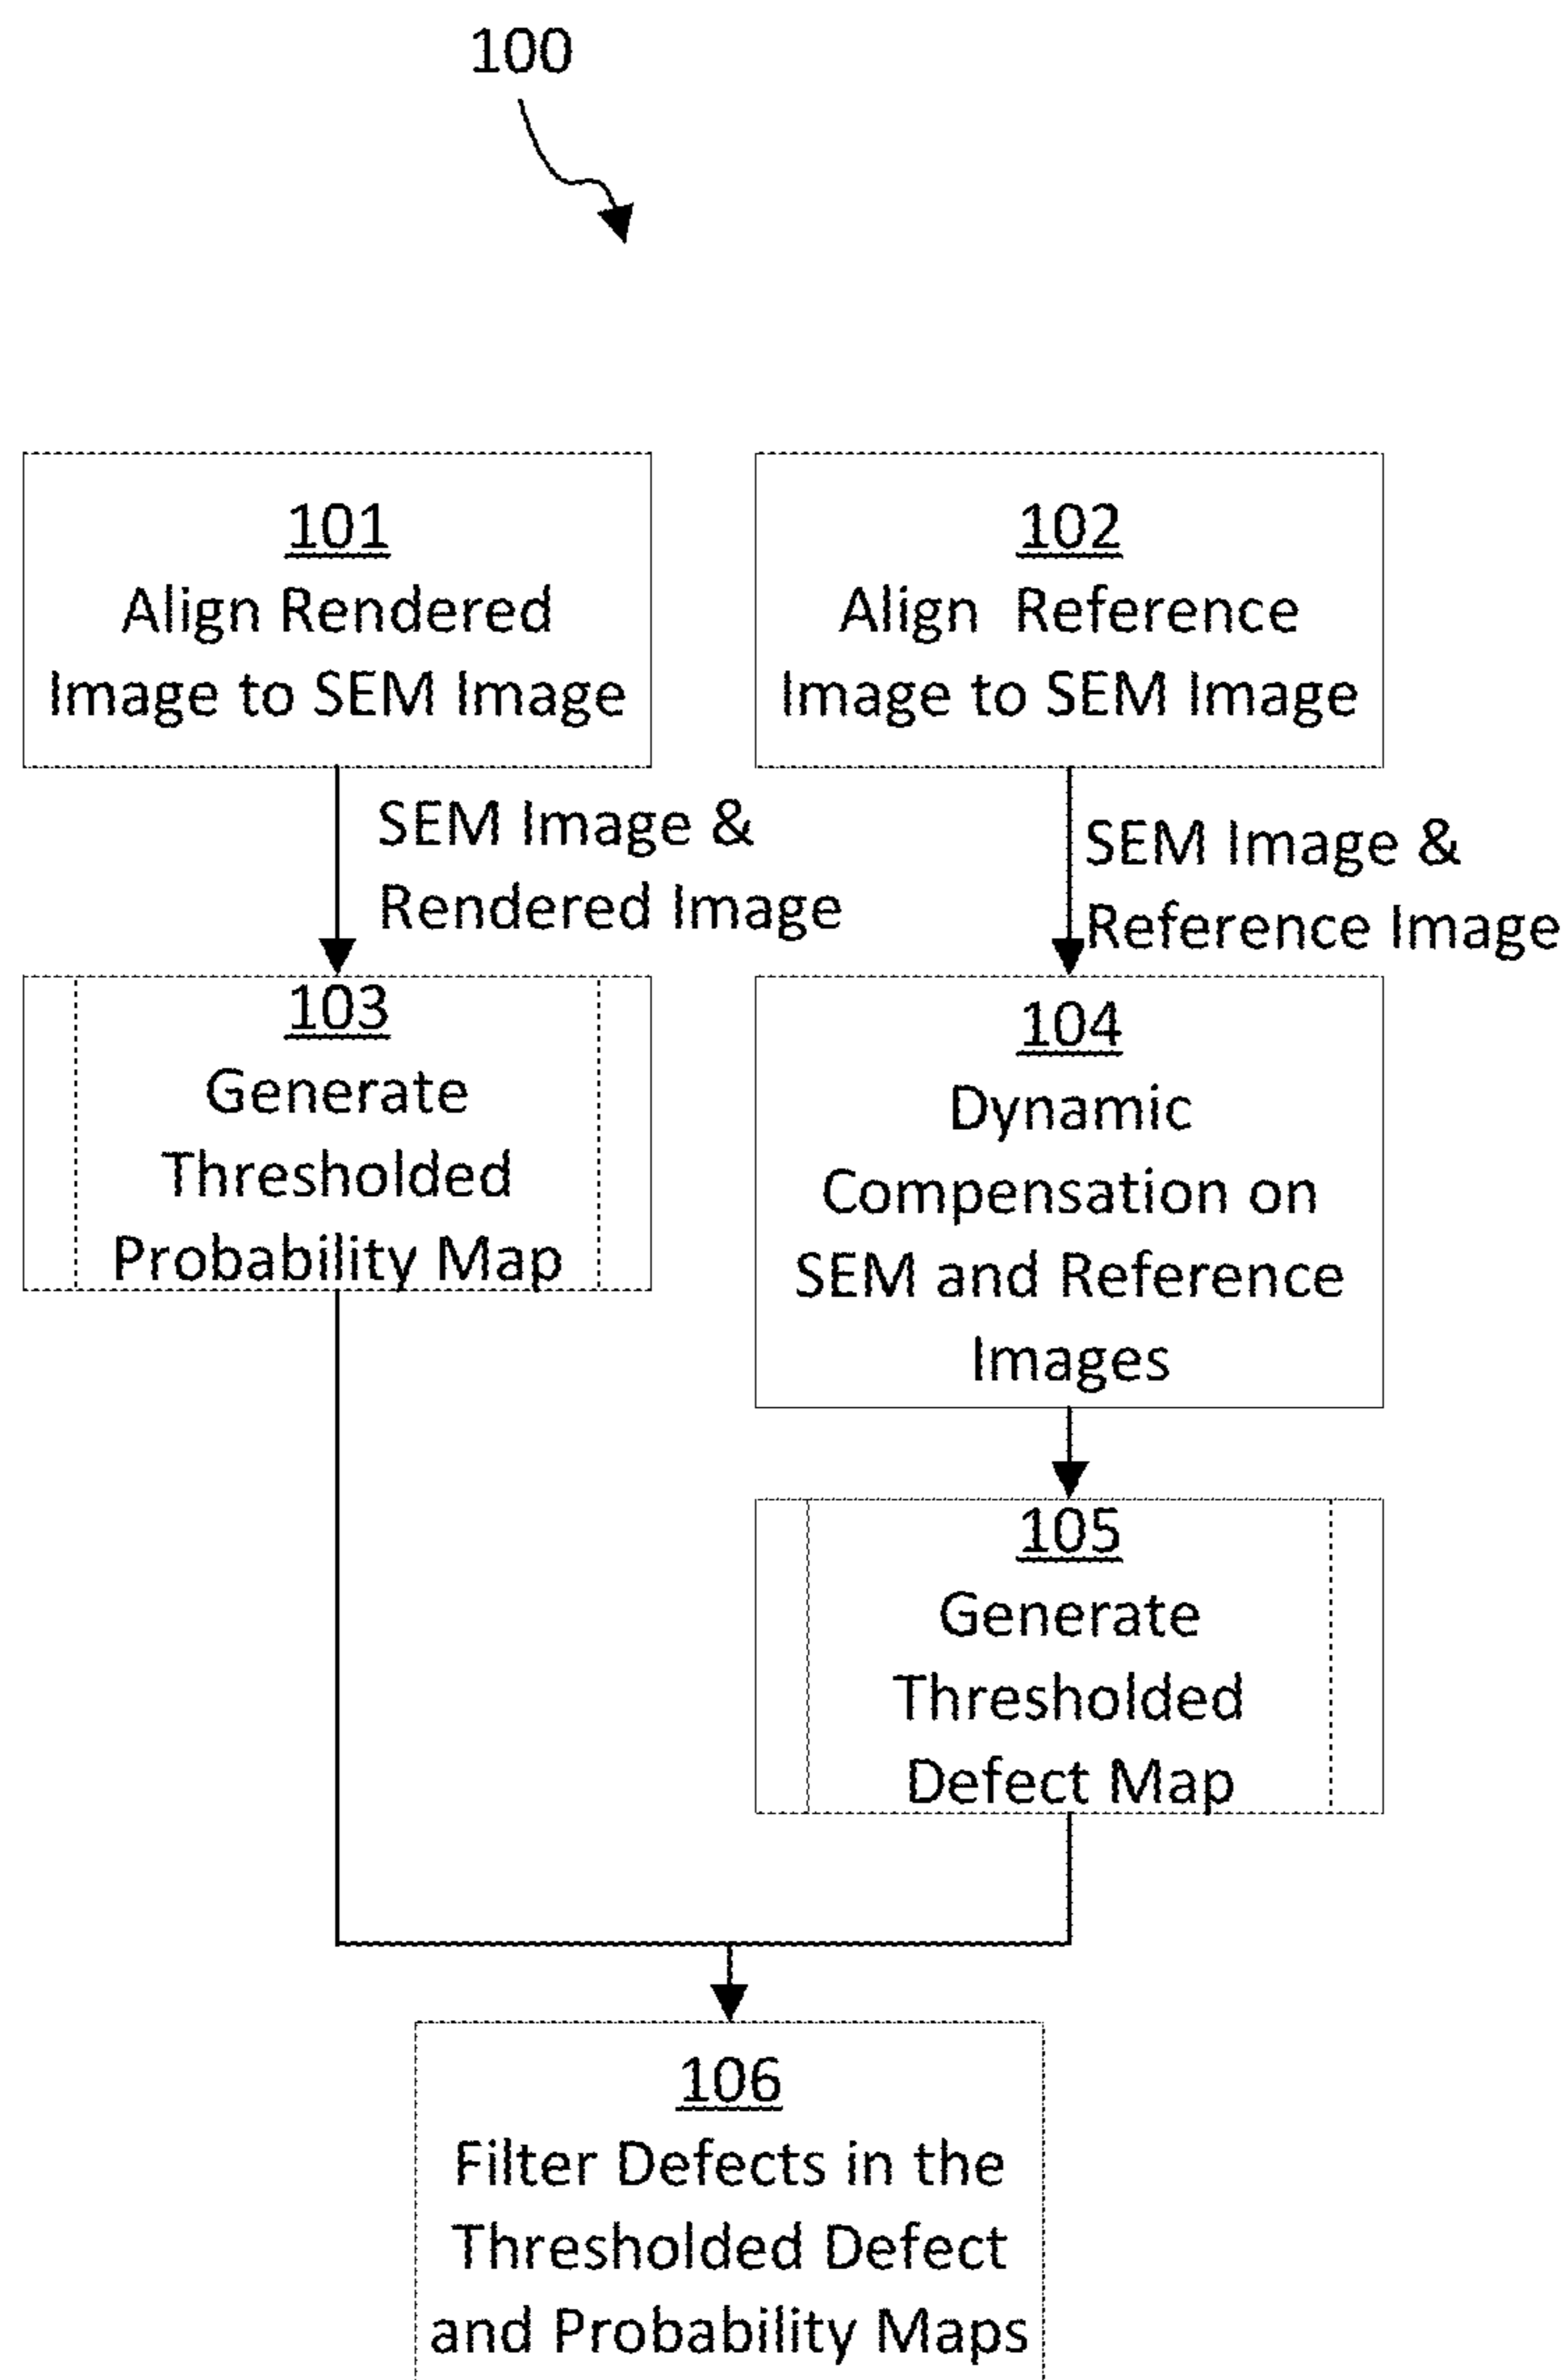 100
101
Align Rendered
Image to SEM Image
102
Align Reference
Image to SEM Image
SEM Image &
Rendered Image
SEM Image &
Reference Image
103
Generate
Thresholded
Probability Map
104
Dynamic
Compensation on
SEM and Reference
Images
105
Generate
Thresholded
Defect Map
106
Filter Defects in the
Thresholded Defect
and Probability Maps